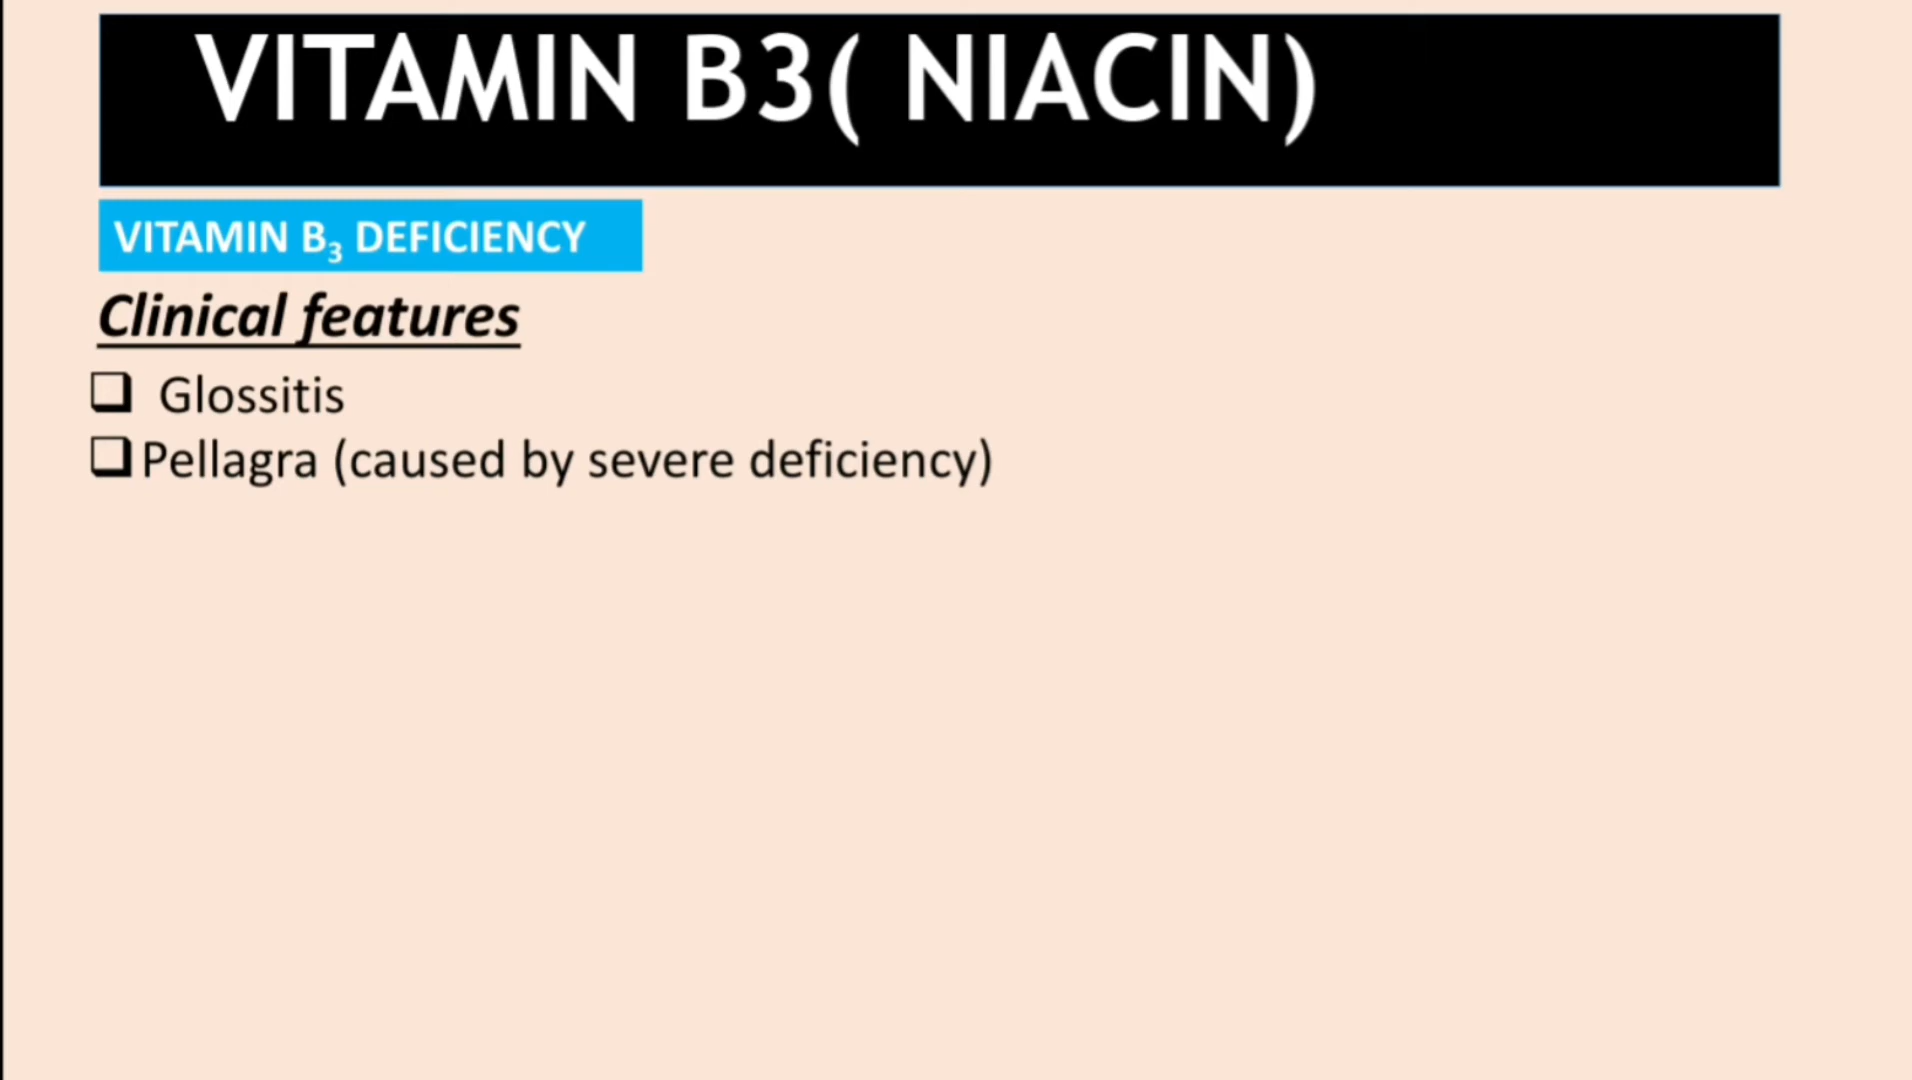 VITAMIN B3( NIACIN)
VITAMIN B₃ DEFICIENCY
Clinical features
❑ Glossitis
❑ Pellagra (caused by severe deficiency)